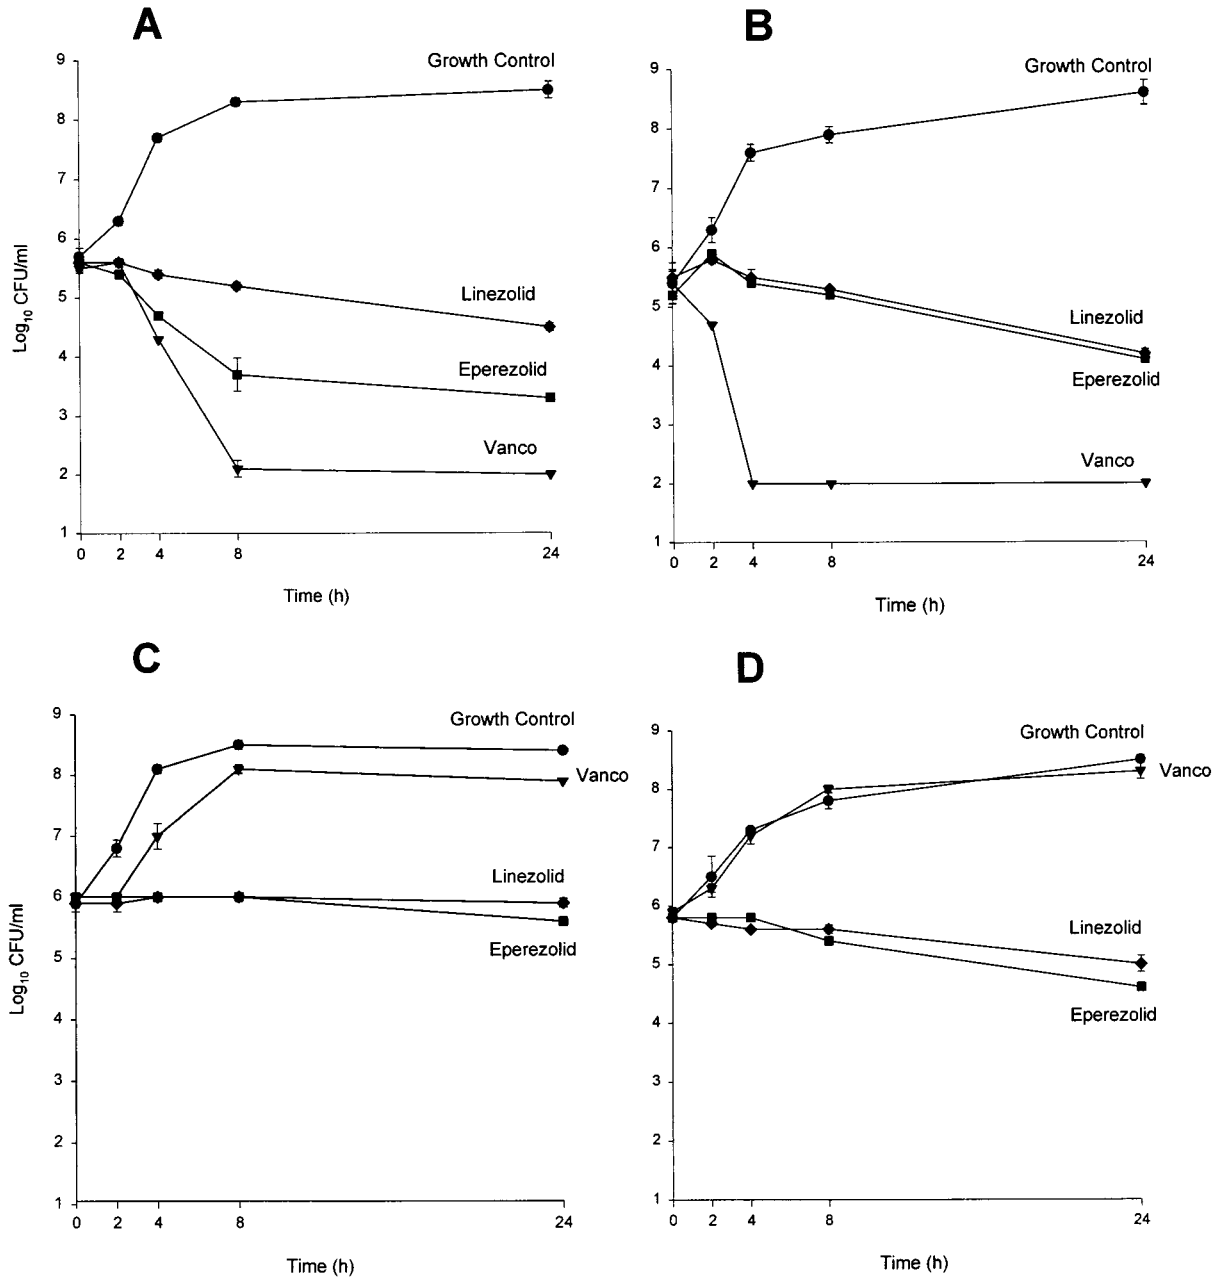 A
Growth Control
9
8
7
6
5
4
3
2
1
Log10 CFU/ml
Linezolid
Eperezolid
Vanco
0 2 4 8 24
Time (h)
B
Growth Control
9
8
7
6
5
4
3
2
1
Linezolid
Eperezolid
Vanco
0 2 4 8 24
Time (h)
C
Growth Control
Vanco
9
8
7
6
5
4
3
2
1
Log10 CFU/ml
Linezolid
Eperezolid
0 2 4 8 24
Time (h)
D
Growth Control
Vanco
9
8
7
6
5
4
3
2
1
Linezolid
Eperezolid
0 2 4 8 24
Time (h)